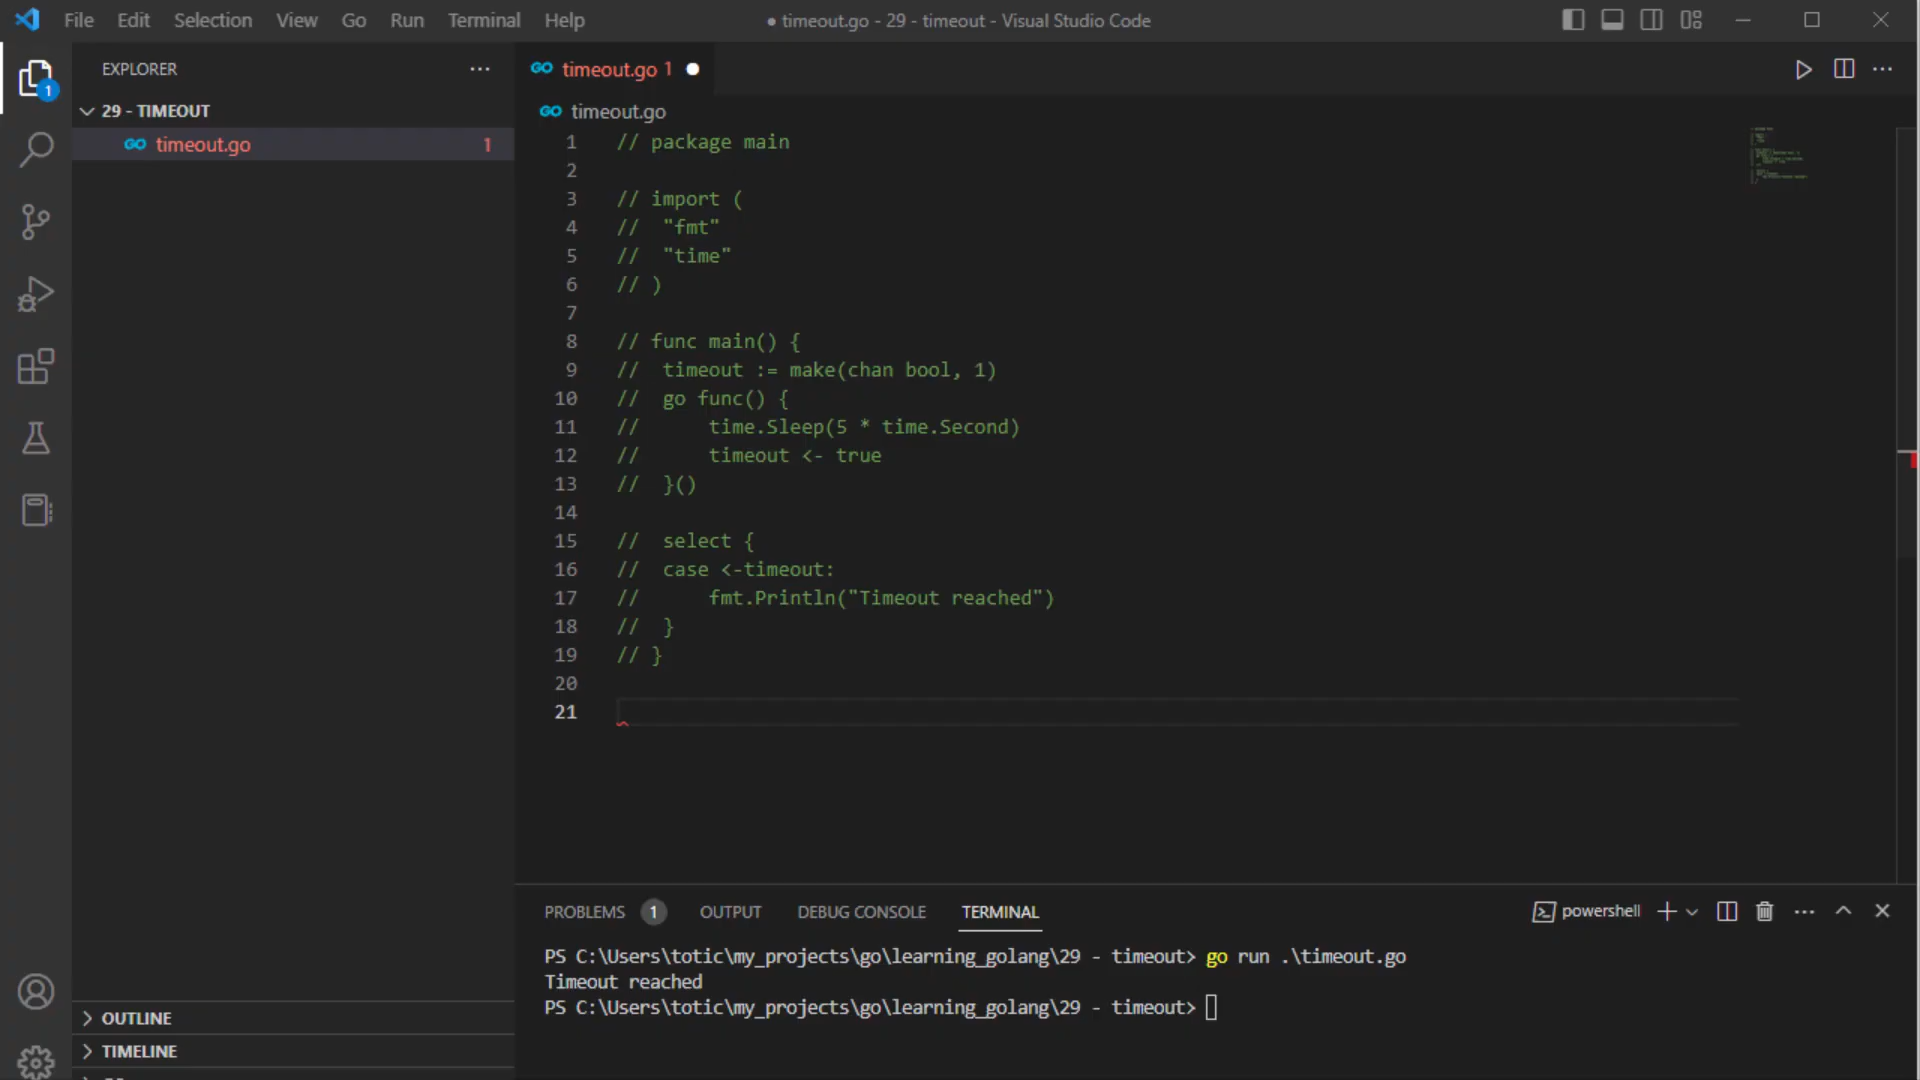 File Edit Selection View Go Run Terminal Help
● timeout.go - 29 - timeout - Visual Studio Code
EXPLORER
1
29 - TIMEOUT
GO timeout.go 1
OUTLINE
TIMELINE
GO timeout.go 1
GO timeout.go
1 // package main
2
3 // import (
4 // "fmt"
5 // "time"
6 // )
7
8 // func main() {
9 // timeout := make(chan bool, 1)
10 // go func() {
11 // time.Sleep(5 * time.Second)
12 // timeout <- true
13 // }()
14
15 // select {
16 // case <-timeout:
17 // fmt.Println("Timeout reached")
18 // }
19 // }
20
21
PROBLEMS 1 OUTPUT DEBUG CONSOLE TERMINAL powershell
PS C:\Users\totic\my_projects\go\learning_golang\29 - timeout> go run .\timeout.go
Timeout reached
PS C:\Users\totic\my_projects\go\learning_golang\29 - timeout>